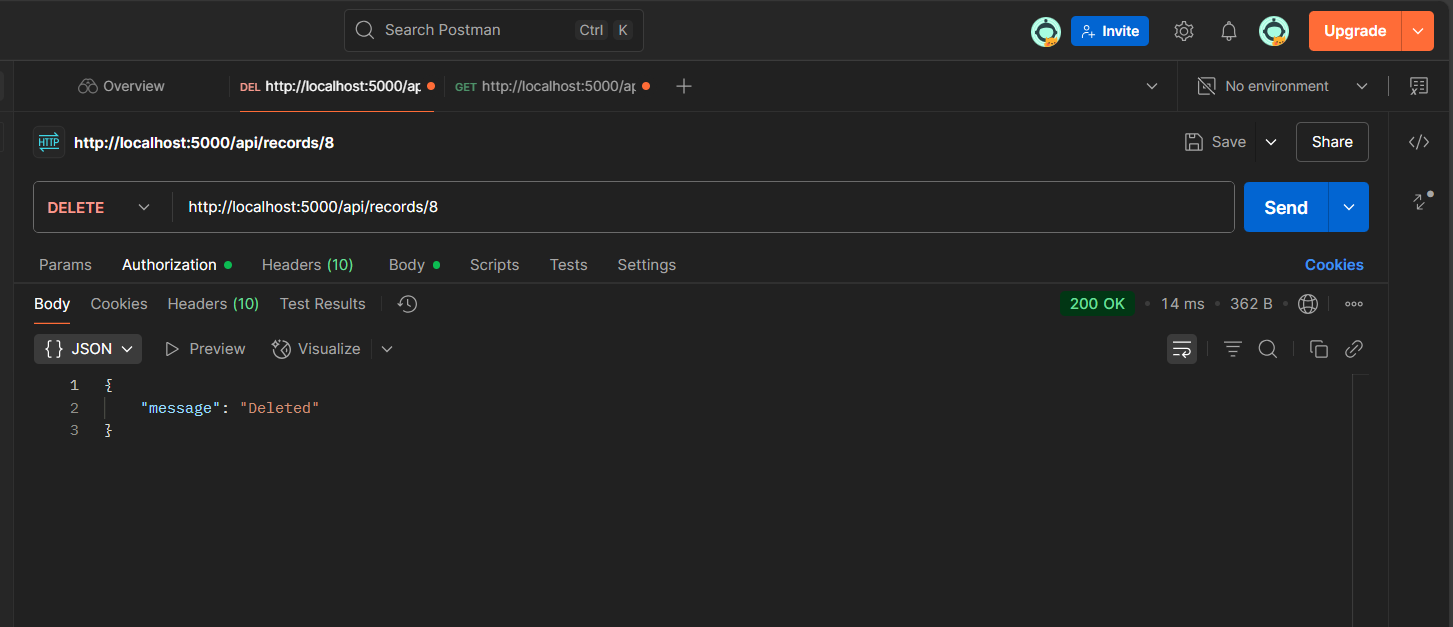 Search Postman Ctrl K Invite Upgrade
Overview DEL http://localhost:5000/ap GET http://localhost:5000/ap No environment
HTTP http://localhost:5000/api/records/8 Save Share
DELETE http://localhost:5000/api/records/8 Send
Params Authorization Headers (10) Body Scripts Tests Settings Cookies
Body Cookies Headers (10) Test Results 200 OK 14 ms 362 B
{} JSON Preview Visualize
1 {
2 "message": "Deleted"
3 }